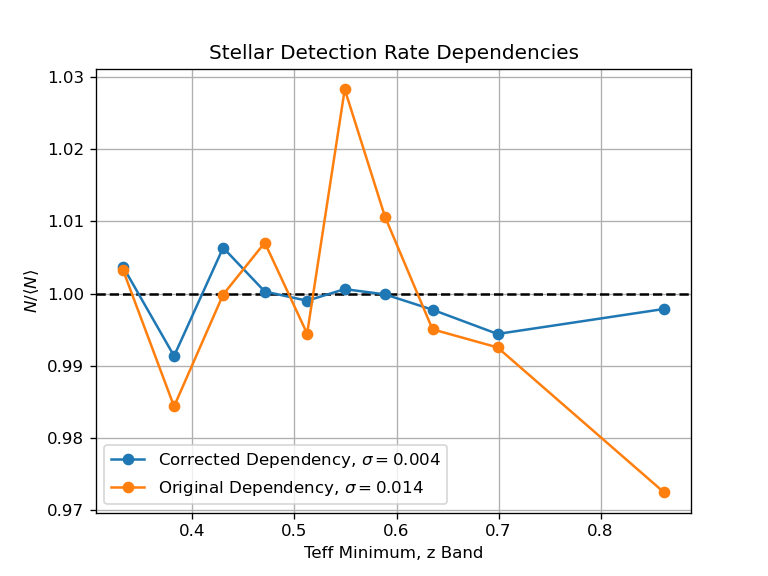 Stellar Detection Rate Dependencies
1.03
1.02
1.01
1.00
0.99
0.98
0.97
N/⟨N⟩
Corrected Dependency, σ = 0.004
Original Dependency, σ = 0.014
0.4 0.5 0.6 0.7 0.8
Teff Minimum, z Band